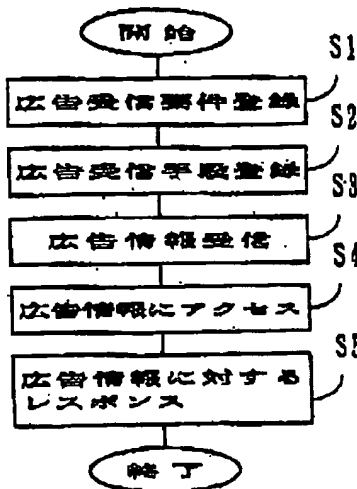 開始
S1
広告受信要件登録
S2
広告受信手段登録
S3
広告情報受信
S4
広告情報にアクセス
S5
広告情報に対する
レスポンス
終了